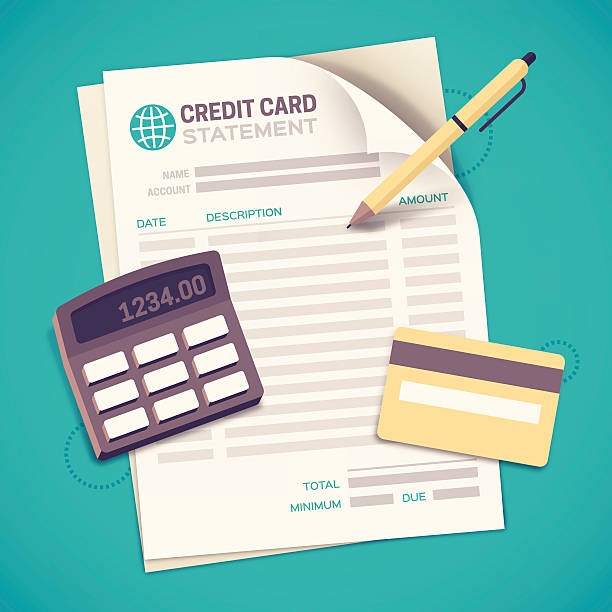 CREDIT CARD
STATEMENT
NAME
ACCOUNT
DATE DESCRIPTION AMOUNT
1234.00
TOTAL
MINIMUM DUE